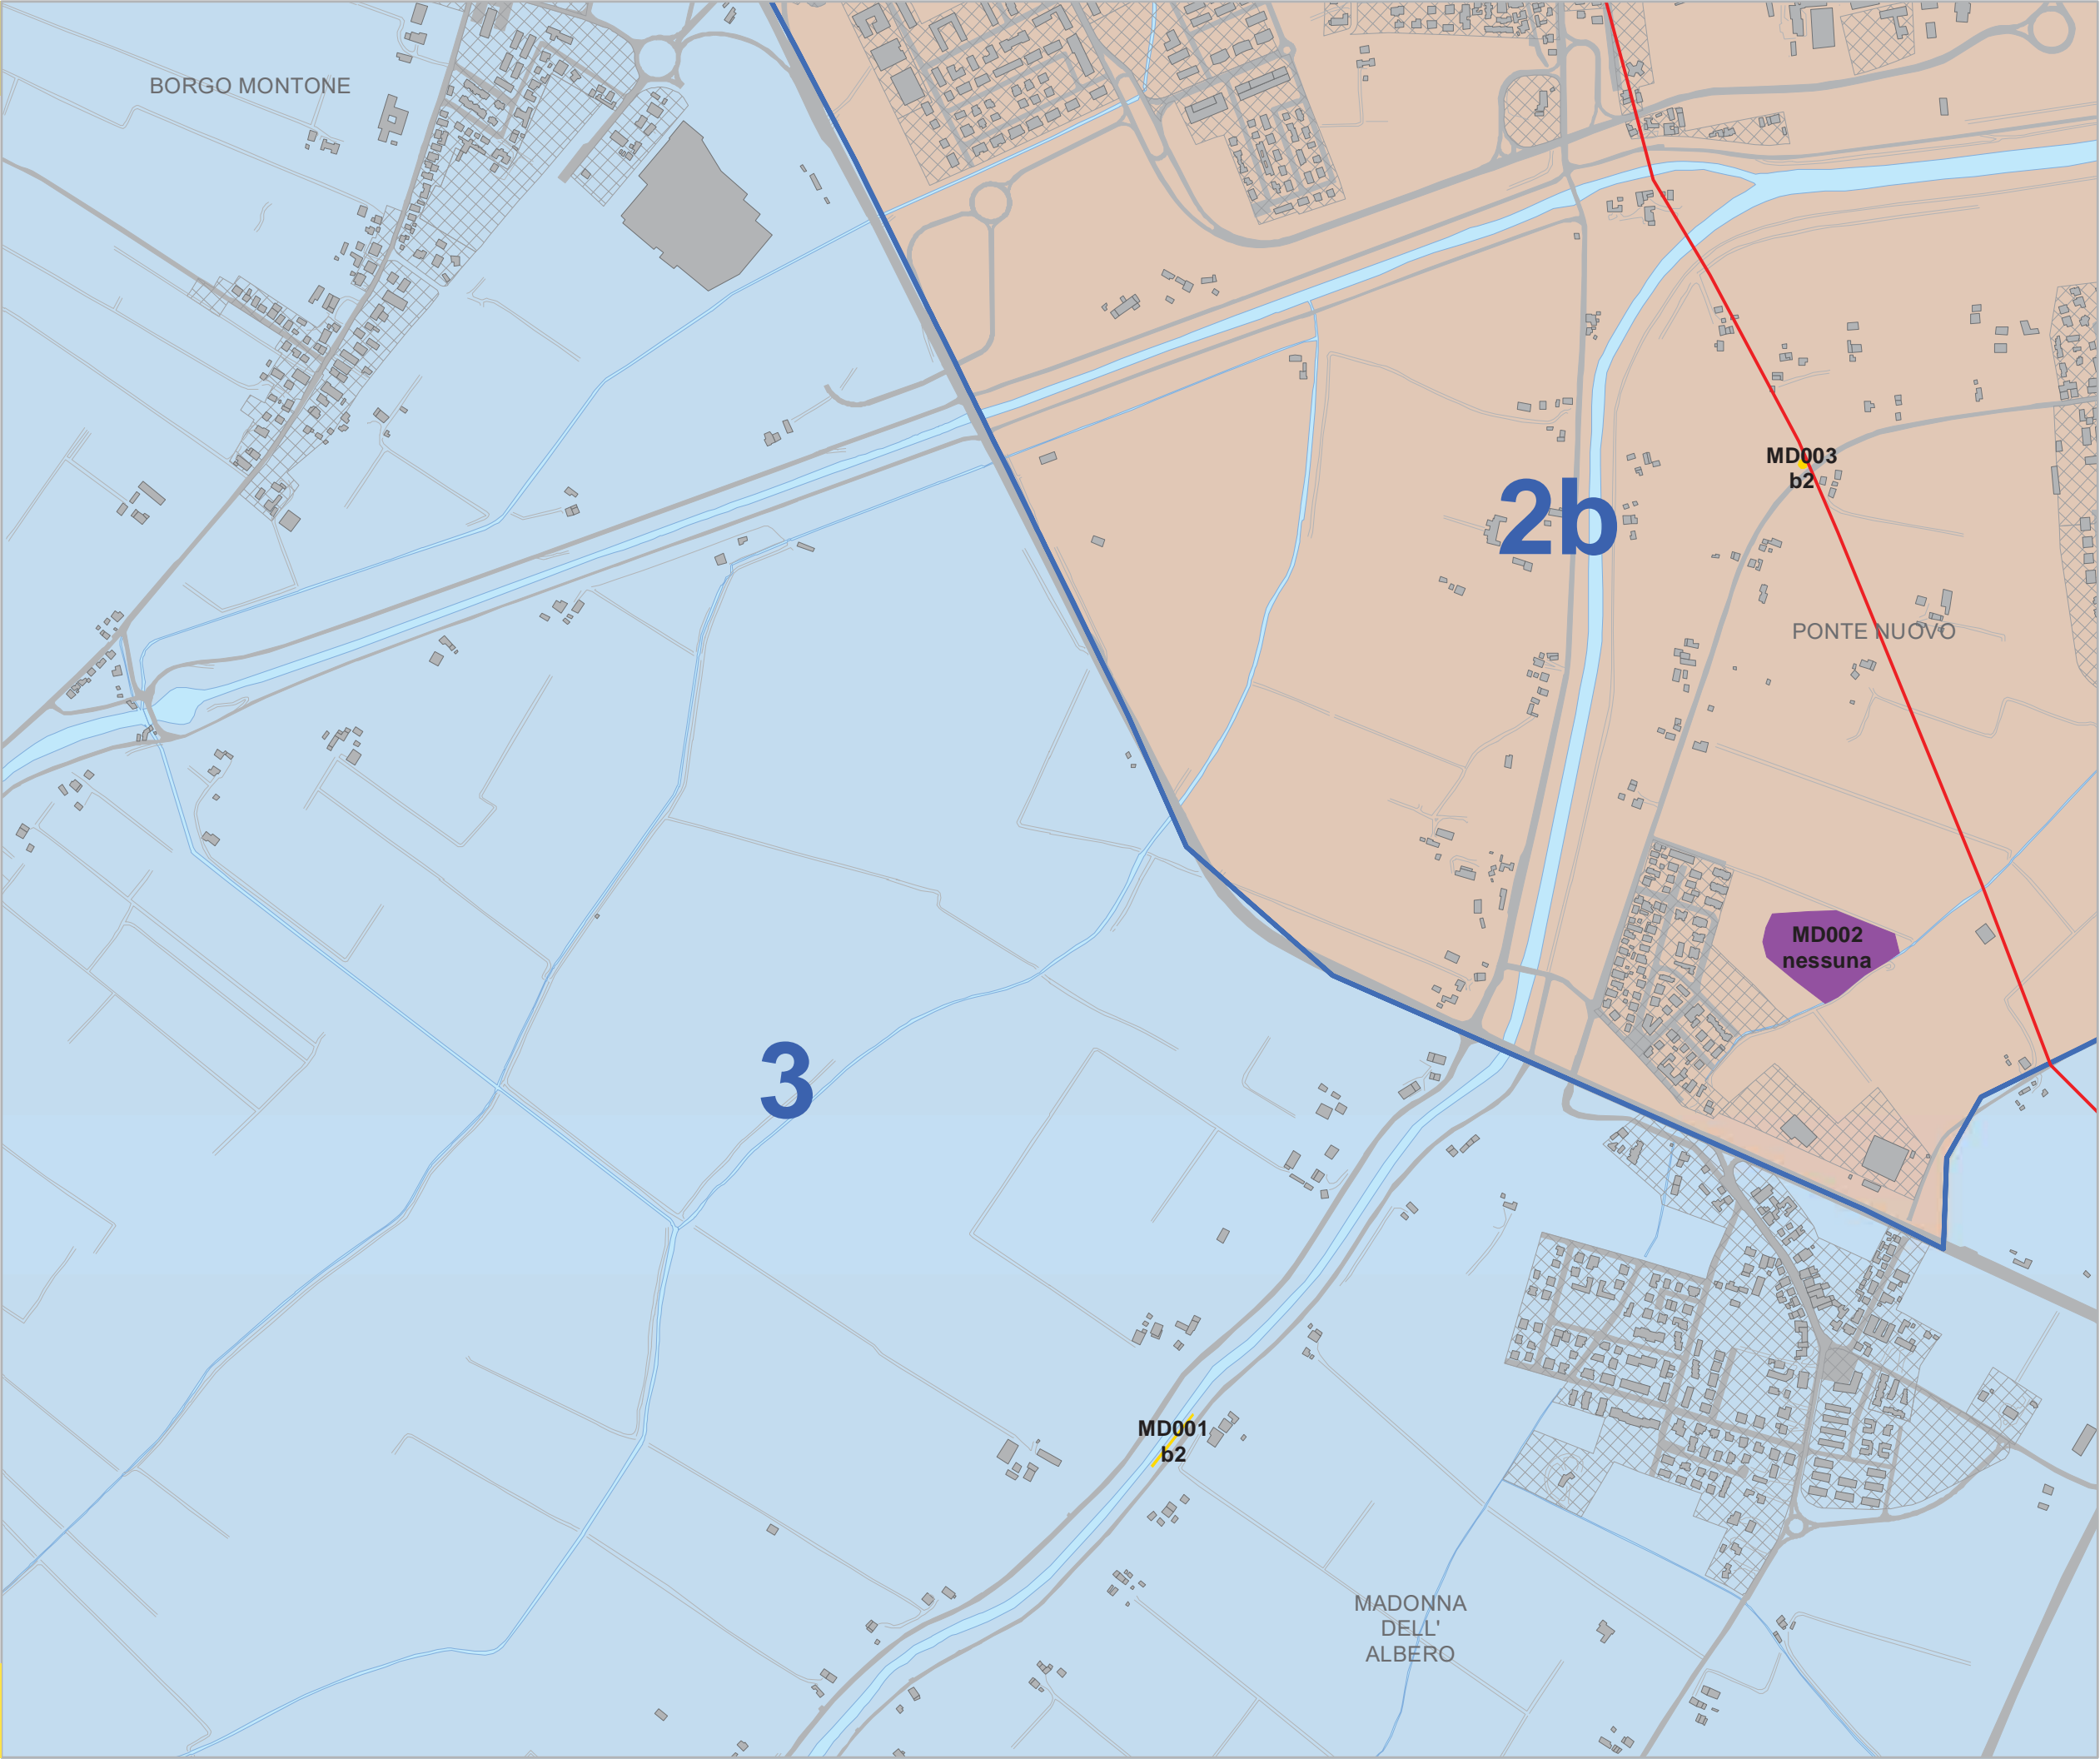 BORGO MONTONE
MD003
b2
2b
PONTE NUOVO
MD002
nessuna
3
MD001
b2
MADONNA
DELL'
ALBERO